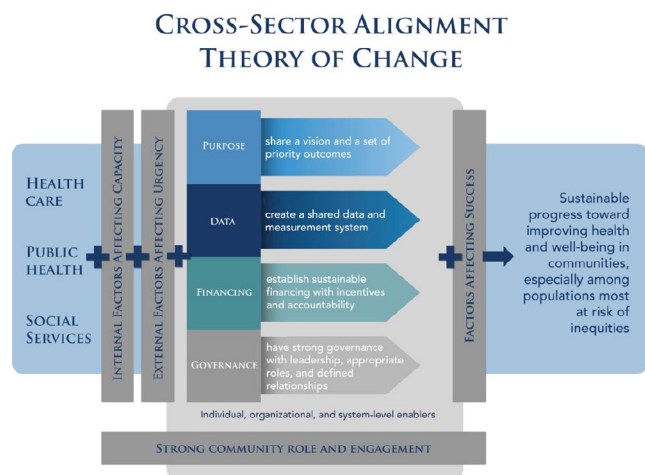 CROSS-SECTOR ALIGNMENT
THEORY OF CHANGE
HEALTH
CARE
PUBLIC
HEALTH
SOCIAL
SERVICES
INTERNAL FACTORS AFFECTING CAPACITY
EXTERNAL FACTORS AFFECTING URGENCY
PURPOSE
share a vision and a set of
priority outcomes
DATA
create a shared data and
measurement system
FINANCING
establish sustainable
financing with incentives
and accountability
GOVERNANCE
have strong governance
with leadership, appropriate
roles, and defined
relationships
Individual, organizational, and system-level enablers
FACTORS AFFECTING SUCCESS
Sustainable
progress toward
improving health
and well-being in
communities,
especially among
populations most
at risk of
inequities
STRONG COMMUNITY ROLE AND ENGAGEMENT